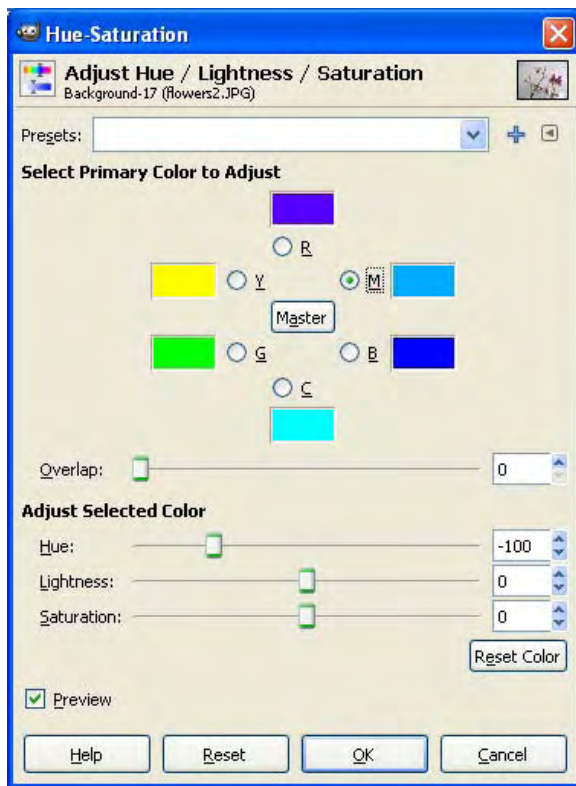 Hue-Saturation
Adjust Hue / Lightness / Saturation
Background-17 (flowers2.JPG)
Presets:
Select Primary Color to Adjust
R
Y M
Master
G B
C
Overlap: 0
Adjust Selected Color
Hue: -100
Lightness: 0
Saturation: 0
Reset Color
Preview
Help Reset OK Cancel